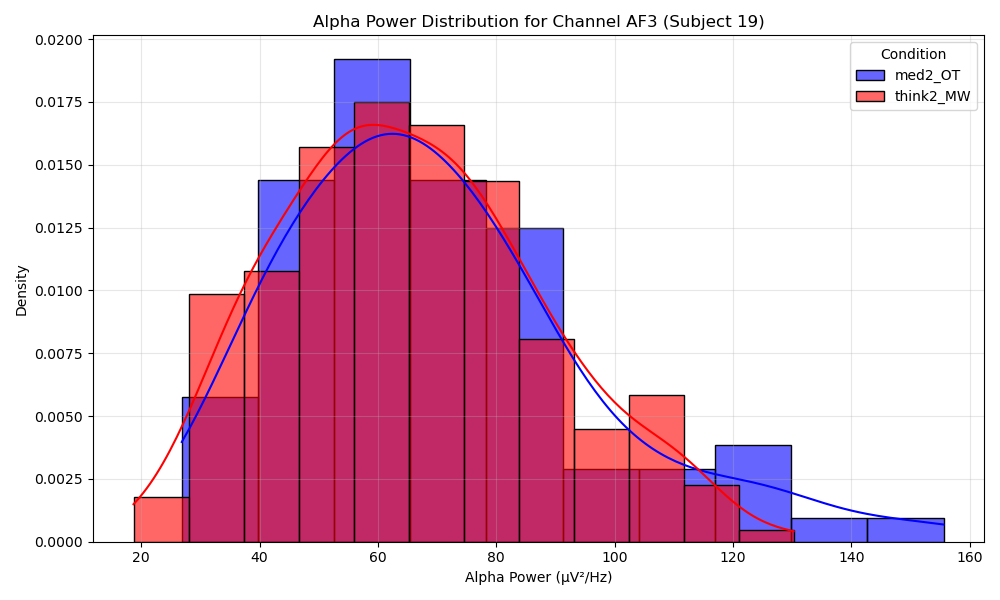 Alpha Power Distribution for Channel AF3 (Subject 19)
Condition
med2_OT
think2_MW
0.0200
0.0175
0.0150
0.0125
0.0100
0.0075
0.0050
0.0025
0.0000
Density
20 40 60 80 100 120 140 160
Alpha Power (μV²/Hz)